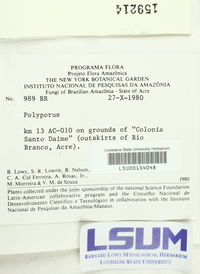 159214
PROGRAMA FLORA
Projeto Flora Amazônica
THE NEW YORK BOTANICAL GARDEN
INSTITUTO NACIONAL DE PESQUISAS DA AMAZÔNIA
Fungi of Brazilian Amazônia - State of Acre
No. 989 BR 27-X-1980
Polyporus
km 13 AC-010 on grounds of "Colonia
Santo Daime" (outskirts of Rio
Branco, Acre).
Louisiana State University Herbarium
LSU00164048
B. Lowy, S. R. Lowrie, B. Nelson,
C. A. Cid Ferreira, A. Rosas, Jr.,
M. Moreira & V. M. de Souza 1980
Plants collected under the joint sponsorship of the national Science Foundation
Latin-American collaborative program and the Conselho Nacional de
Desenvolvimento Científico e Tecnológico in collaboration with the Instituto
Nacional de Pesquisas da Amazônia-Manaus.
LSUM
BERNARD LOWY MYCOLOGICAL HERBARIUM
LOUISIANA STATE UNIVERSITY